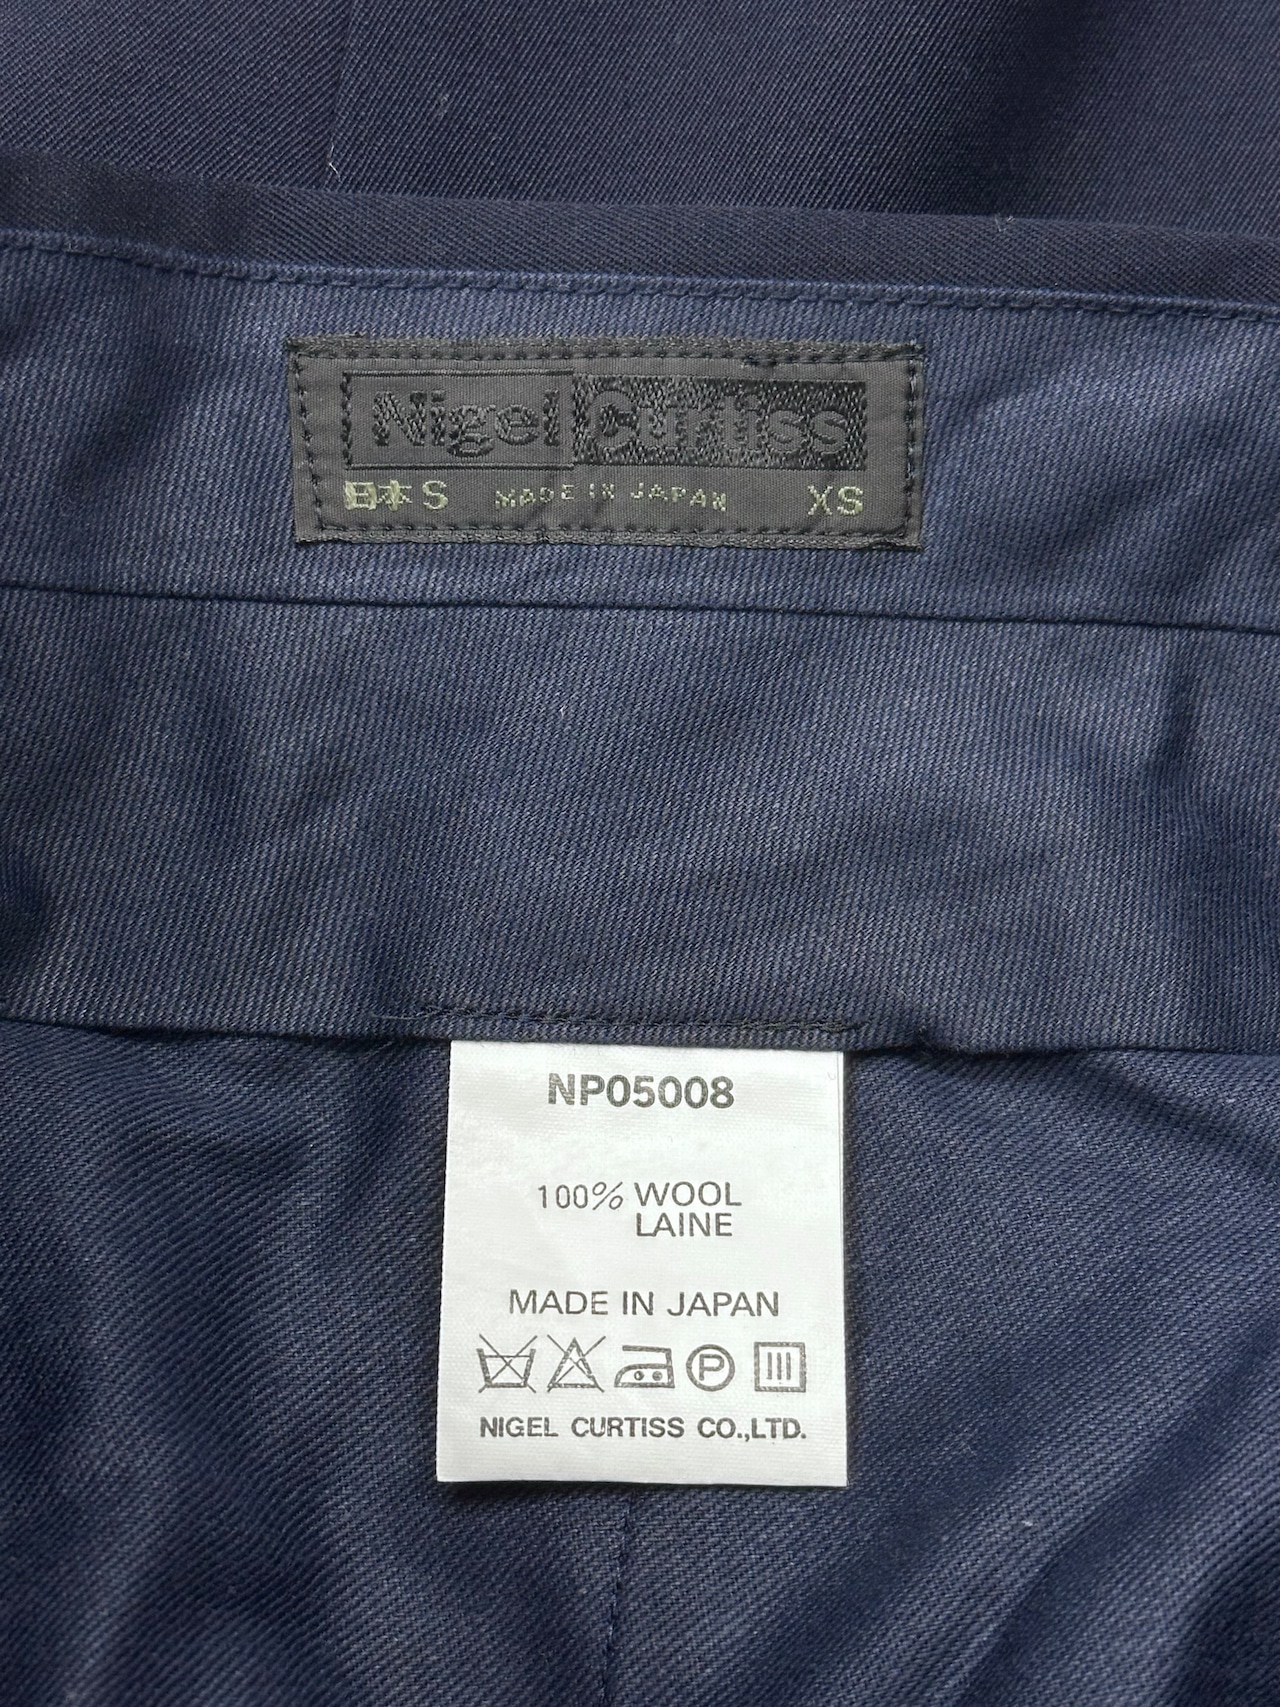 Nigel Curtiss
日本 S MADE IN JAPAN XS
NP05008
100% WOOL
LAINE
MADE IN JAPAN
P
NIGEL CURTISS CO.,LTD.